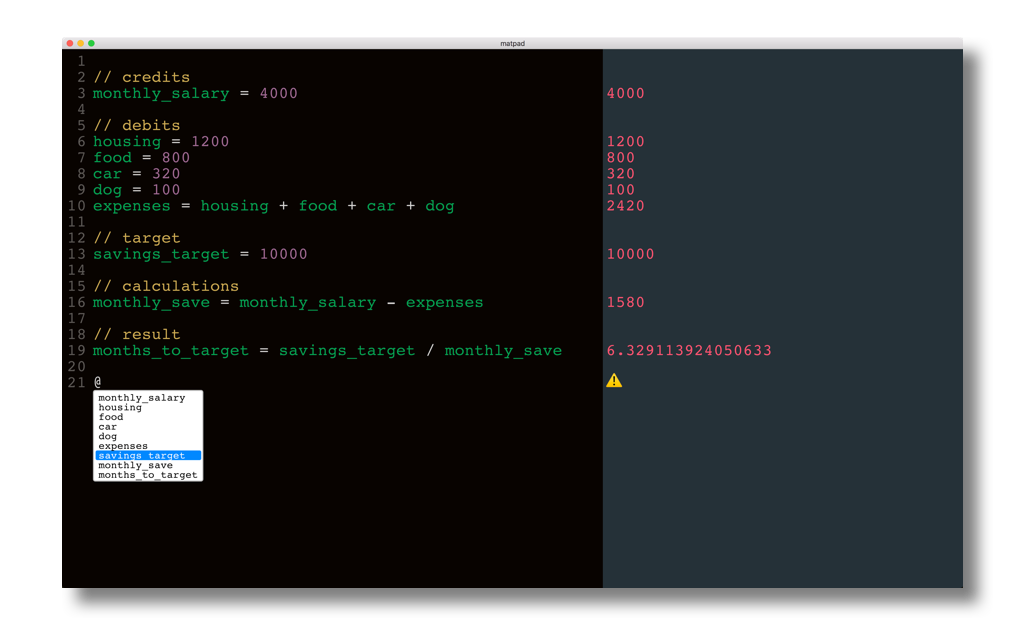 matpad
1
2 // credits
3 monthly_salary = 4000 4000
4
5 // debits
6 housing = 1200 1200
7 food = 800 800
8 car = 320 320
9 dog = 100 100
10 expenses = housing + food + car + dog 2420
11
12 // target
13 savings_target = 10000 10000
14
15 // calculations
16 monthly_save = monthly_salary - expenses 1580
17
18 // result
19 months_to_target = savings_target / monthly_save 6.329113924050633
20
21 @
monthly_salary
housing
food
car
dog
expenses
savings_target
monthly_save
months_to_target